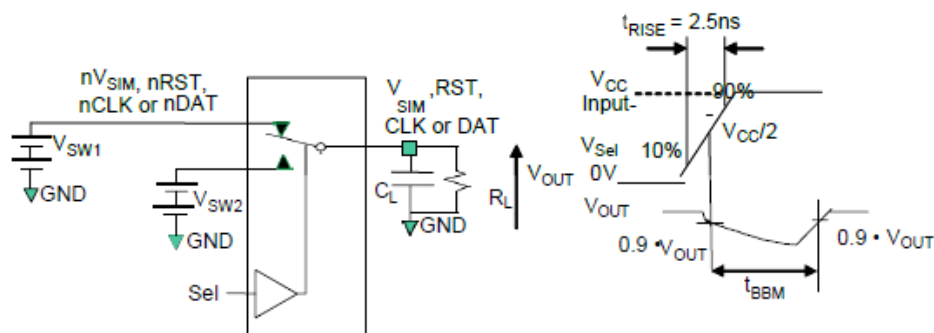 nV_SIM, nRST,
nCLK or nDAT
V_SW1
GND
V_SW2
GND
Sel
V_SIM ,RST,
CLK or DAT
C_L
GND
R_L
V_OUT
t_RISE = 2.5ns
V_CC
Input-
90%
V_CC/2
V_Sel
10%
0V
V_OUT
0.9 • V_OUT
0.9 • V_OUT
t_BBM